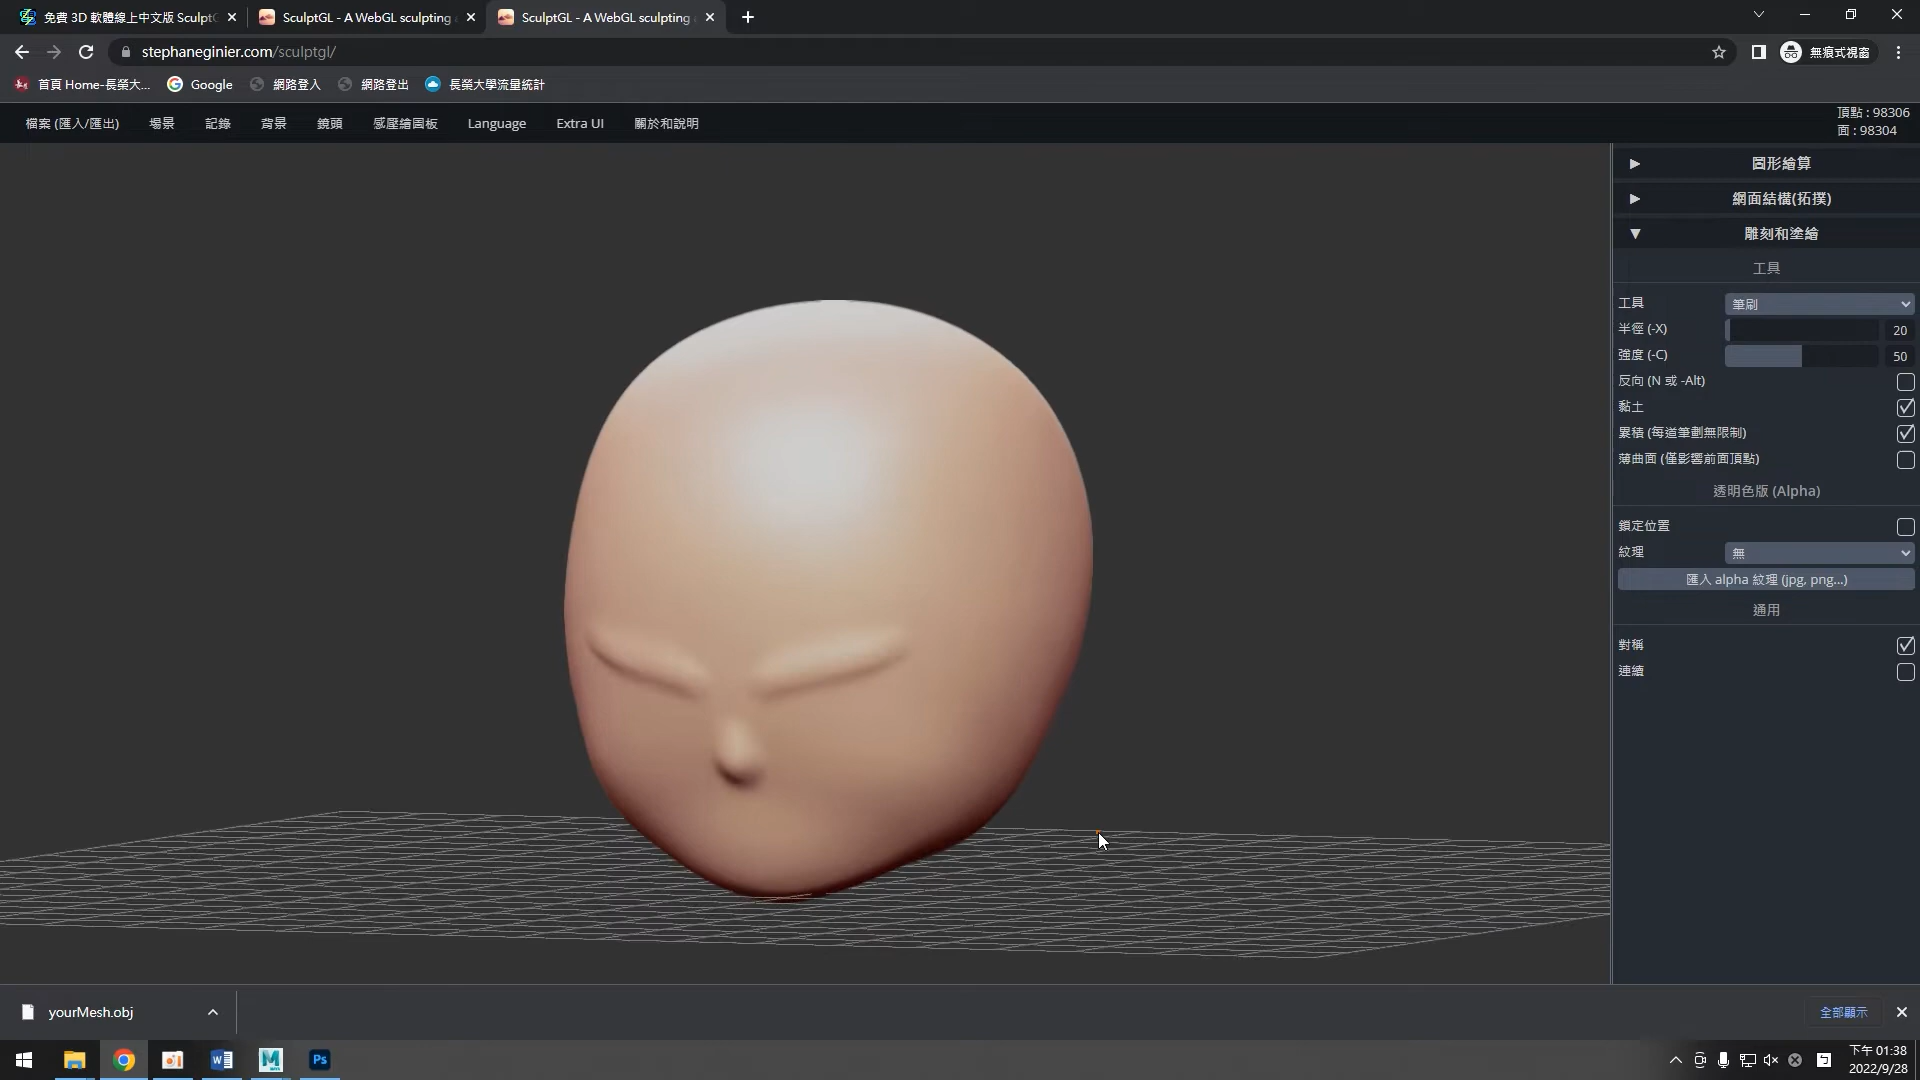 免費 3D 軟體線上中文版 SculptG
SculptGL - A WebGL sculpting
SculptGL - A WebGL sculpting
stephaneginier.com/sculptgl/
無痕式視窗
首頁 Home-長榮大...
Google
網路登入
網路登出
長榮大學流量統計
檔案 (匯入/匯出)
場景
記錄
背景
鏡頭
感壓繪圖板
Language
Extra UI
關於和說明
頂點 : 98306
面 : 98304
圖形繪算
網面結構(拓撲)
雕刻和塗繪
工具
工具
筆刷
半徑 (-X)
20
強度 (-C)
50
反向 (N 或 -Alt)
黏土
累積 (每道筆劃無限制)
薄曲面 (僅影響前面頂點)
透明色版 (Alpha)
鎖定位置
紋理
無
匯入 alpha 紋理 (jpg, png...)
通用
對稱
連續
yourMesh.obj
全部顯示
W
M
Ps
ㄅ
下午 01:38
2022/9/28